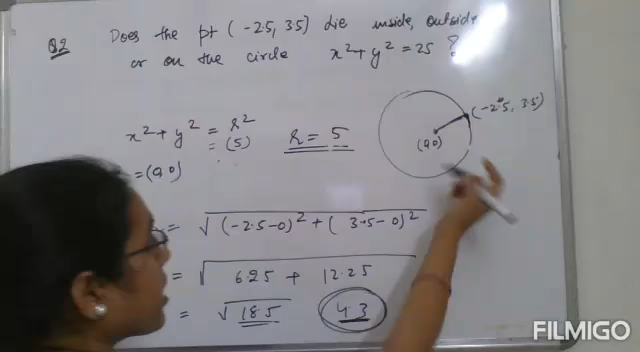 Q2 Does the pt (-2.5, 3.5) lie inside, outside
or on the circle x² + y² = 25 ?
x² + y² = r²
= (5)
r = 5
(-2.5, 3.5)
(0,0)
= (0,0)
= √(-2.5-0)² + (3.5-0)²
= √6.25 + 12.25
= √18.5 4.3
FILMIGO